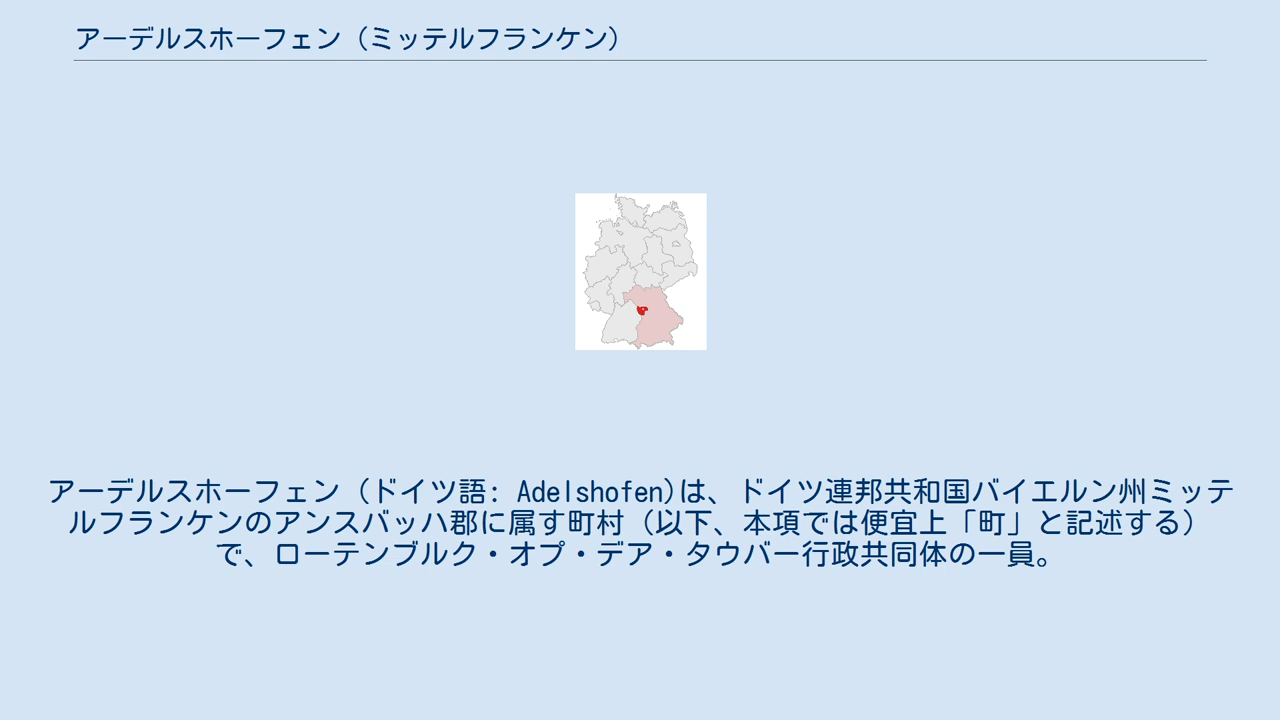 アーデルスホーフェン（ミッテルフランケン）
アーデルスホーフェン（ドイツ語: Adelshofen)は、ドイツ連邦共和国バイエルン州ミッテ
ルフランケンのアンスバッハ郡に属す町村（以下、本項では便宜上「町」と記述する）
で、ローテンブルク・オプ・デア・タウバー行政共同体の一員。